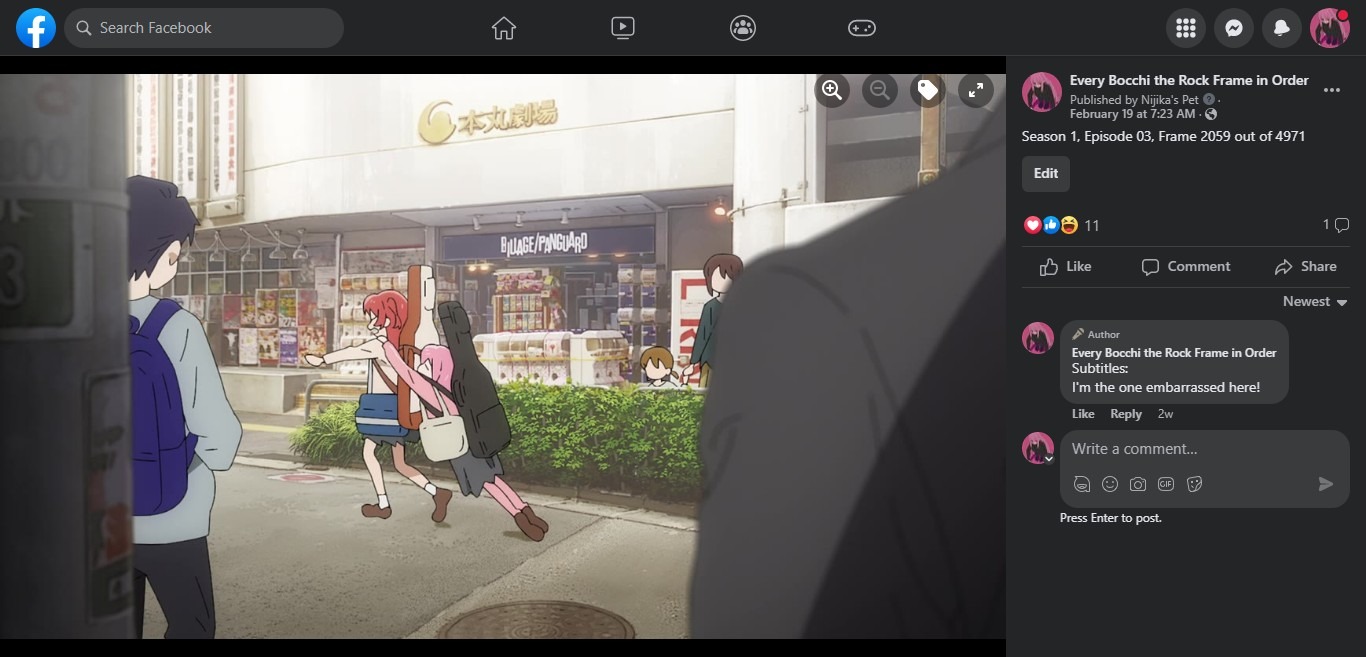 Search Facebook
本丸劇場
BILLAGE/PANGUARD
Every Bocchi the Rock Frame in Order
Published by Nijika's Pet ·
February 19 at 7:23 AM ·
Season 1, Episode 03, Frame 2059 out of 4971
Edit
11
1
Like
Comment
Share
Newest
Author
Every Bocchi the Rock Frame in Order
Subtitles:
I'm the one embarrassed here!
Like
Reply
2w
Write a comment...
GIF
Press Enter to post.